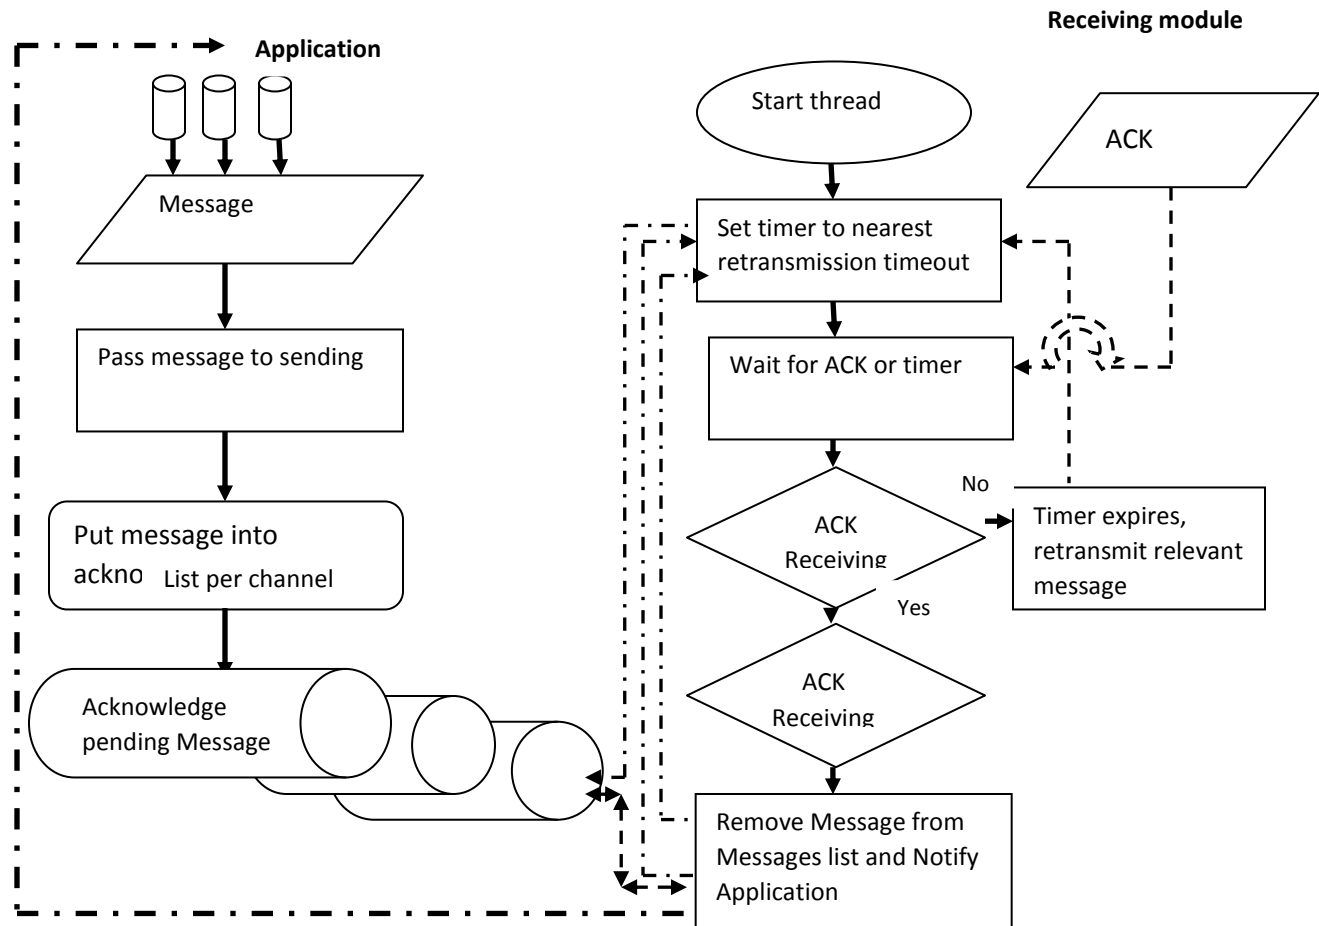 Receiving module
Application
Start thread
ACK
Message
Set timer to nearest
retransmission timeout
Pass message to sending
Wait for ACK or timer
No
Put message into
List per channel
ACK
Receiving
Timer expires,
retransmit relevant
message
Yes
Acknowledge
pending Message
ACK
Receiving
Remove Message from
Messages list and Notify
Application